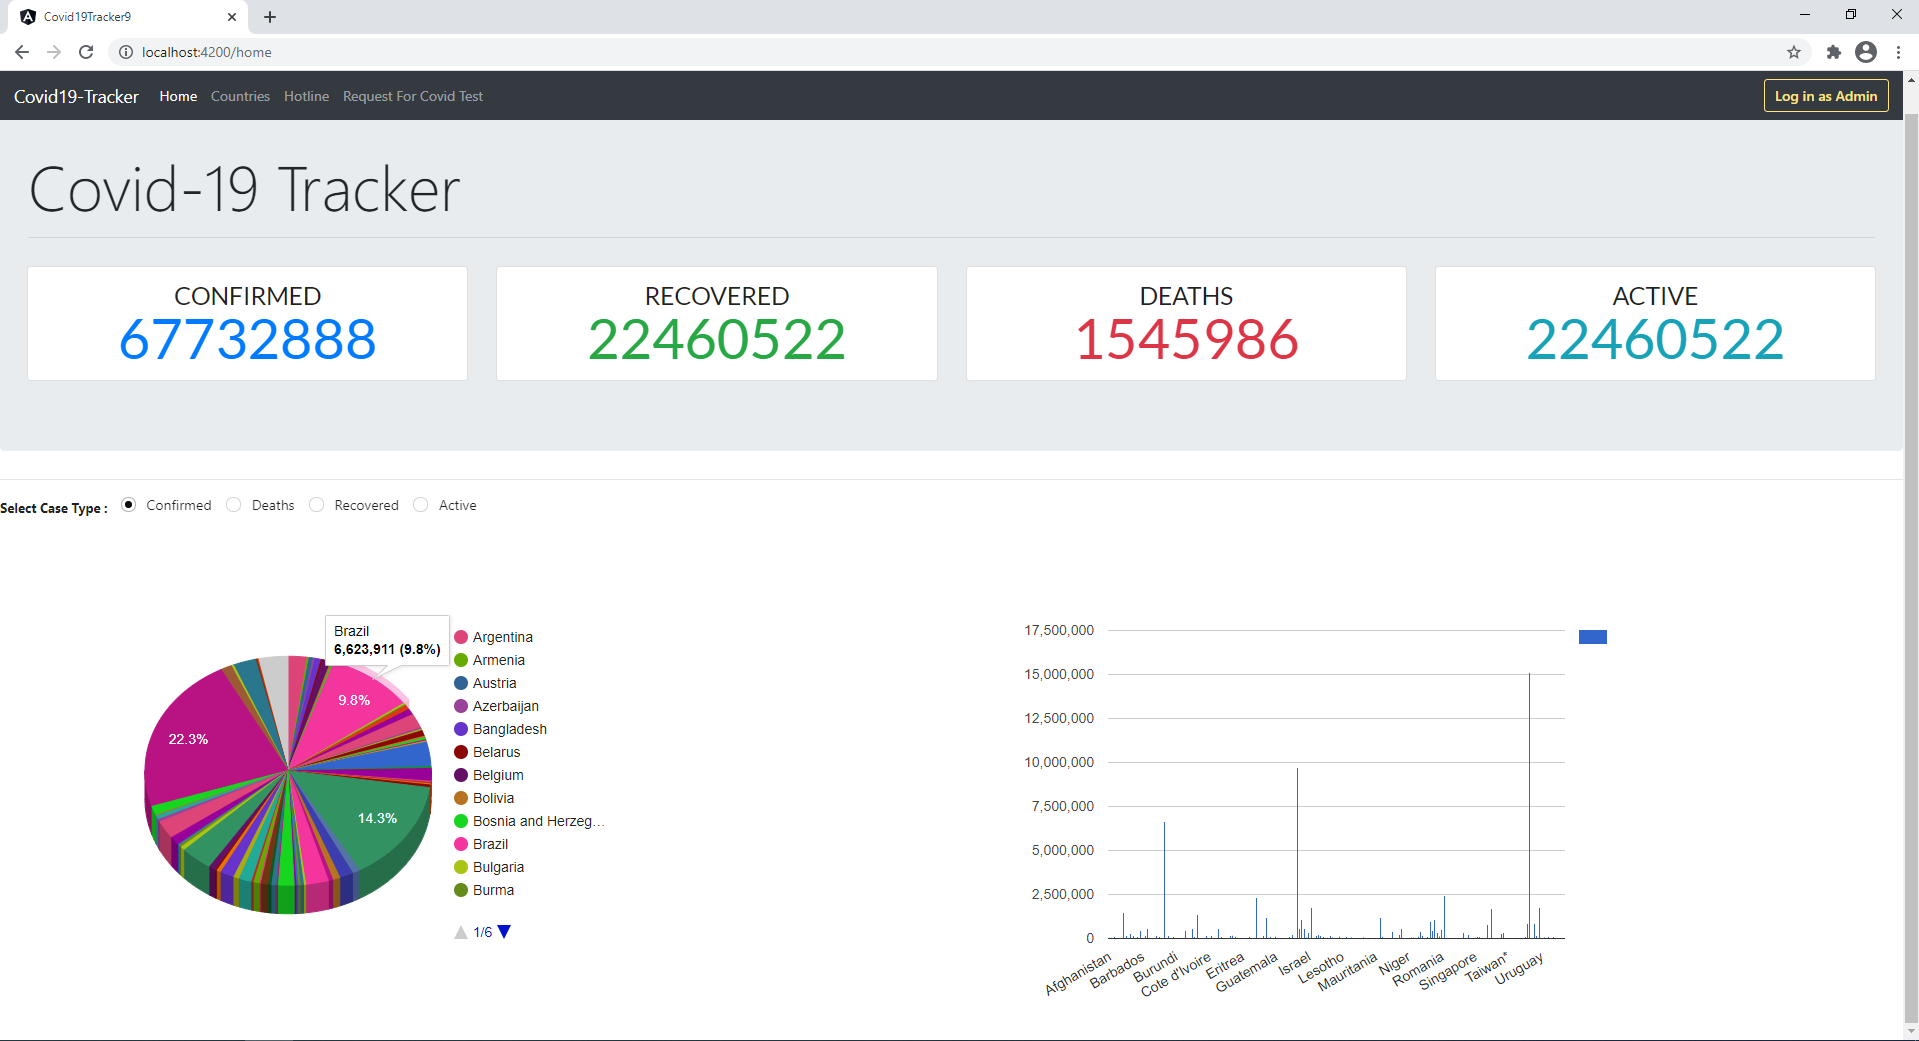 Covid19Tracker9
localhost:4200/home
Covid19-Tracker Home Countries Hotline Request For Covid Test Log in as Admin
Covid-19 Tracker
CONFIRMED
67732888
RECOVERED
22460522
DEATHS
1545986
ACTIVE
22460522
Select Case Type : Confirmed Deaths Recovered Active
Brazil
6,623,911 (9.8%)
9.8%
22.3%
14.3%
Argentina
Armenia
Austria
Azerbaijan
Bangladesh
Belarus
Belgium
Bolivia
Bosnia and Herzeg...
Brazil
Bulgaria
Burma
1/6
17,500,000
15,000,000
12,500,000
10,000,000
7,500,000
5,000,000
2,500,000
0
Afghanistan
Barbados
Burundi
Cote d'Ivoire
Eritrea
Guatemala
Israel
Lesotho
Mauritania
Niger
Romania
Singapore
Taiwan*
Uruguay